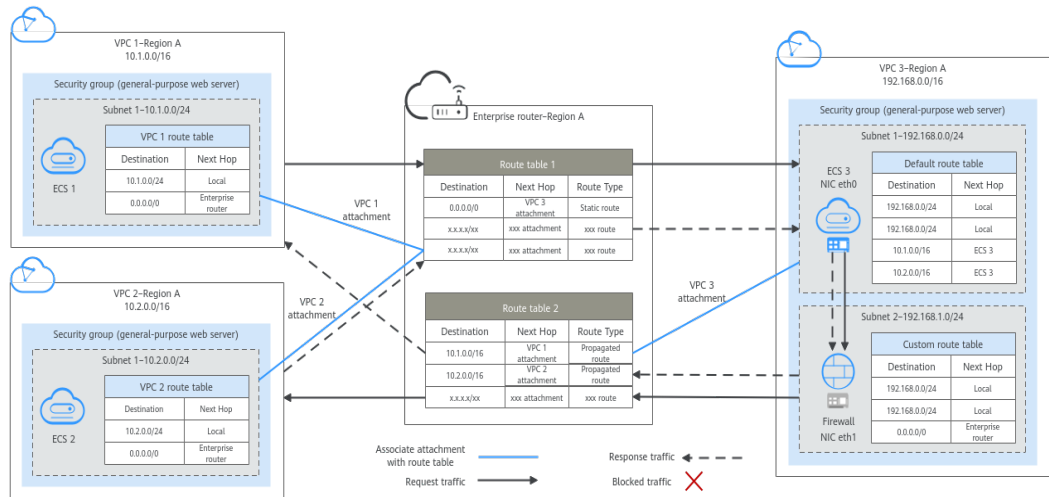 VPC 1–Region A
10.1.0.0/16
Security group (general-purpose web server)
Subnet 1–10.1.0.0/24
ECS 1
VPC 1 route table
Destination Next Hop
10.1.0.0/24 Local
0.0.0.0/0 Enterprise router
VPC 2–Region A
10.2.0.0/16
Security group (general-purpose web server)
Subnet 1–10.2.0.0/24
ECS 2
VPC 2 route table
Destination Next Hop
10.2.0.0/24 Local
0.0.0.0/0 Enterprise router
VPC 1
attachment
VPC 2
attachment
Enterprise router–Region A
Route table 1
Destination Next Hop Route Type
0.0.0.0/0 VPC 3 attachment Static route
x.x.x.x/xx xxx attachment xxx route
x.x.x.x/xx xxx attachment xxx route
Route table 2
Destination Next Hop Route Type
10.1.0.0/16 VPC 1 attachment Propagated route
10.2.0.0/16 VPC 2 attachment Propagated route
x.x.x.x/xx xxx attachment xxx route
VPC 3
attachment
VPC 3–Region A
192.168.0.0/16
Security group (general-purpose web server)
Subnet 1–192.168.0.0/24
ECS 3
NIC eth0
Default route table
Destination Next Hop
192.168.0.0/24 Local
192.168.0.0/24 Local
10.1.0.0/16 ECS 3
10.2.0.0/16 ECS 3
Subnet 2–192.168.1.0/24
Firewall
NIC eth1
Custom route table
Destination Next Hop
192.168.0.0/24 Local
192.168.0.0/24 Local
0.0.0.0/0 Enterprise router
Associate attachment
with route table
Request traffic
Response traffic
Blocked traffic